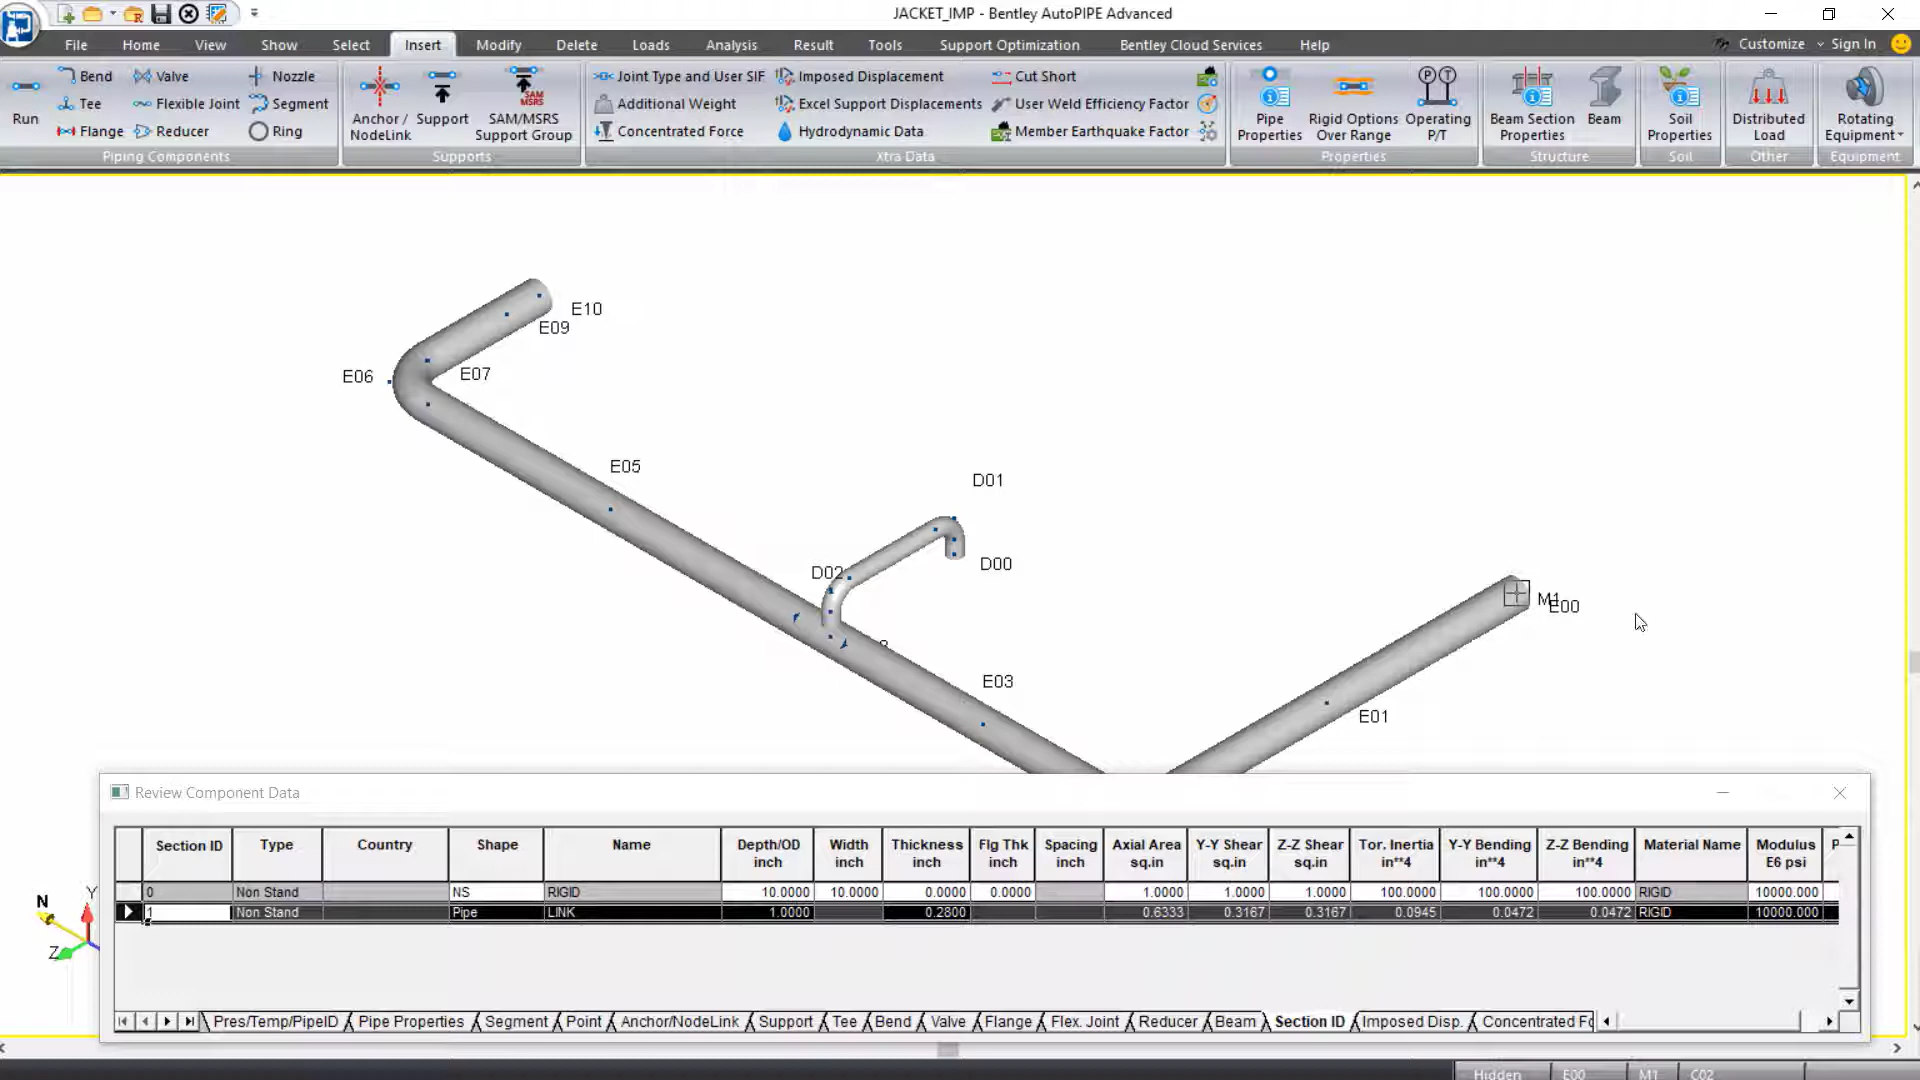 JACKET_IMP - Bentley AutoPIPE Advanced
File Home View Show Select Insert Modify Delete Loads Analysis Result Tools Support Optimization Bentley Cloud Services Help Customize Sign In
Run
Bend Valve Nozzle
Tee Flexible Joint Segment
Flange Reducer Ring
Piping Components
Anchor / NodeLink
Support
SAM/MSRS Support Group
Supports
Joint Type and User SIF Imposed Displacement Cut Short
Additional Weight Excel Support Displacements User Weld Efficiency Factor
Concentrated Force Hydrodynamic Data Member Earthquake Factor
Xtra Data
Pipe Properties
Rigid Options Over Range
Operating P/T
Properties
Beam Section Properties
Beam
Structure
Soil Properties
Soil
Distributed Load
Other
Rotating Equipment
Equipment
E10
E09
E07
E06
E05
D01
D00
D02
M1
E00
E03
E01
N
Y
Z
Review Component Data
Section ID Type Country Shape Name Depth/OD inch Width inch Thickness inch Flg Thk inch Spacing inch Axial Area sq.in Y-Y Shear sq.in Z-Z Shear sq.in Tor. Inertia in**4 Y-Y Bending in**4 Z-Z Bending in**4 Material Name Modulus E6 psi P
0 Non Stand NS RIGID 10.0000 10.0000 0.0000 0.0000 1.0000 1.0000 1.0000 100.0000 100.0000 100.0000 RIGID 10000.000
1 Non Stand Pipe LINK 1.0000 0.2800 0.6333 0.3167 0.3167 0.0945 0.0472 0.0472 RIGID 10000.000
Pres/Temp/PipeID Pipe Properties Segment Point Anchor/NodeLink Support Tee Bend Valve Flange Flex. Joint Reducer Beam Section ID Imposed Disp. Concentrated Fo
Hidden E00 M1 C02